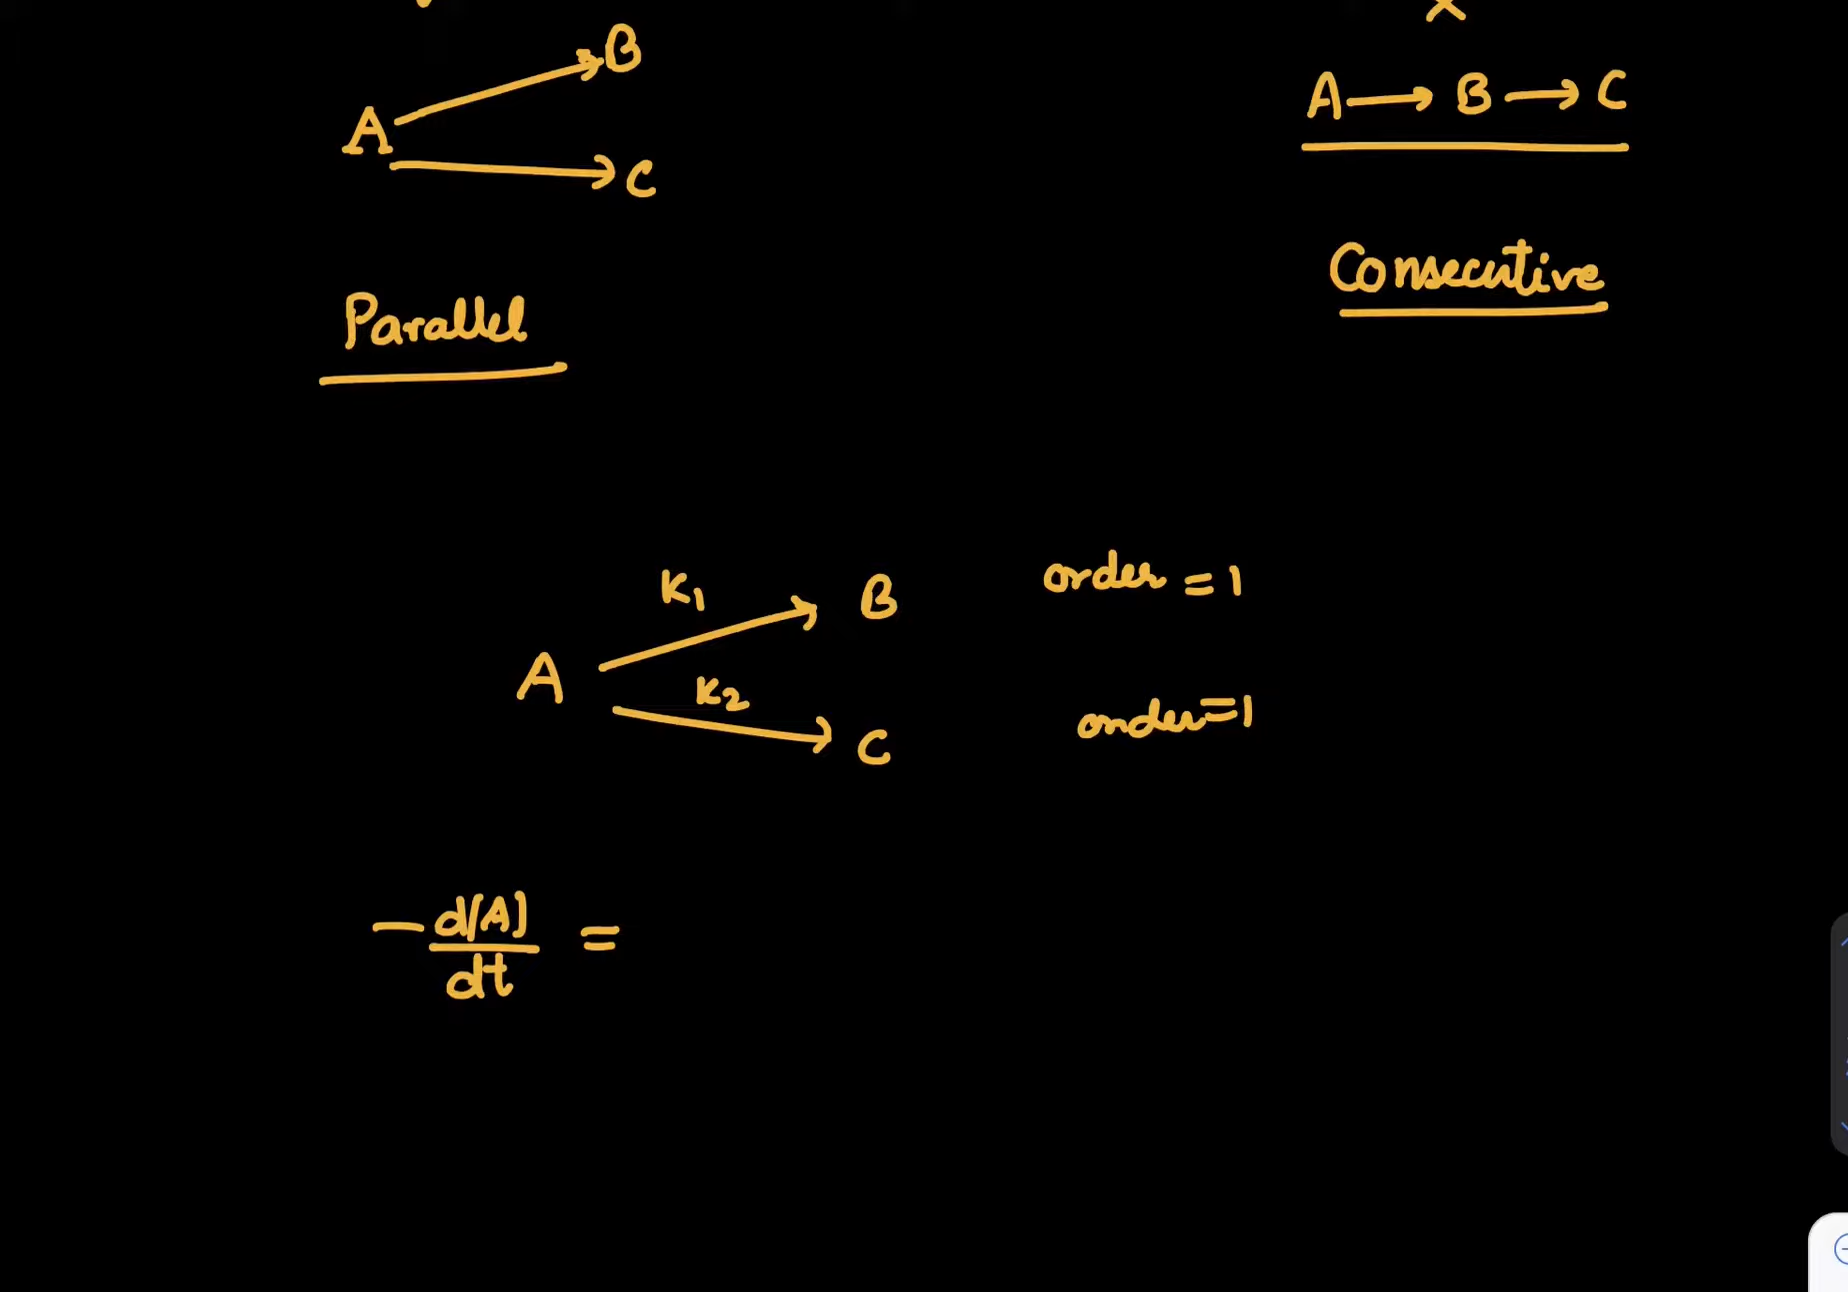 A → B
A → C
Parallel
A → B → C
Consecutive
K₁ B order = 1
A
K₂ C order = 1
- d[A]/dt =